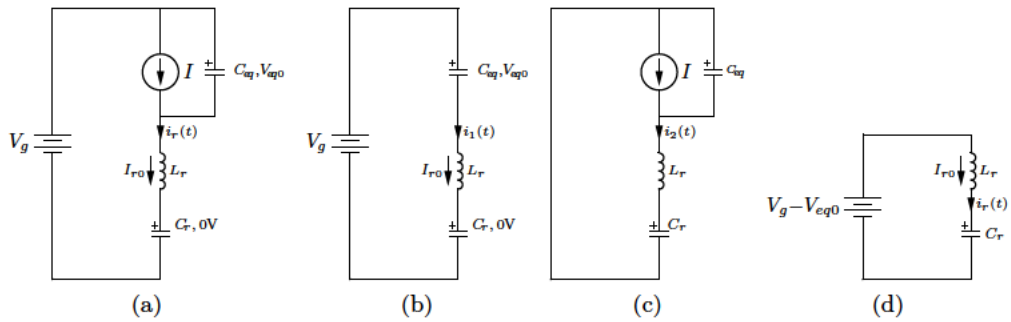 V_g
I
C_eq, V_eq0
i_r(t)
I_r0
L_r
+
C_r, 0V
+
(a)
V_g
+
C_eq, V_eq0
i_1(t)
I_r0
L_r
+
C_r, 0V
(b)
I
+
C_eq
i_2(t)
L_r
+
C_r
(c)
V_g−V_eq0
I_r0
L_r
i_r(t)
+
C_r
(d)